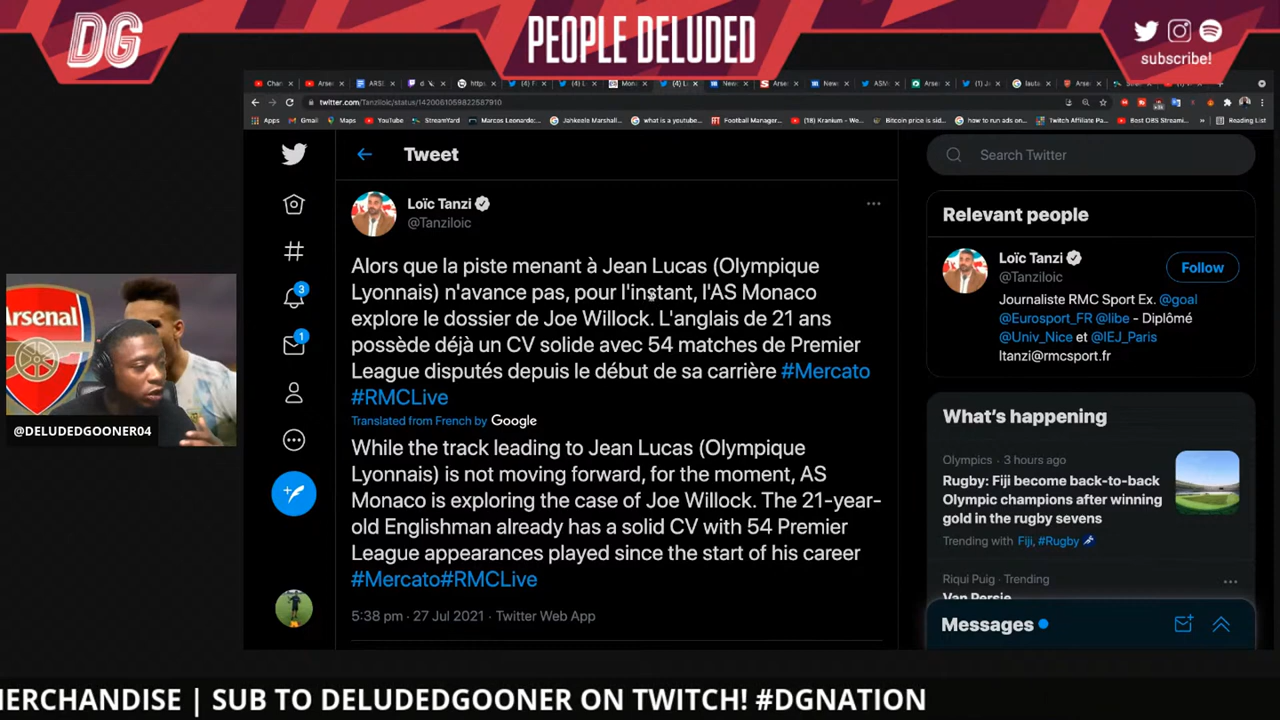 DG
PEOPLE DELUDED
subscribe!
twitter.com/Tanziloic/status/1420061059822587910
Apps Gmail Maps YouTube StreamYard Marcos Leonardo:... Jahkeele Marshall... what is a youtube... Football Manager... (18) Kranium – We... Bitcoin price is sid... how to run ads on... Twitch Affiliate Pa... Best OBS Streami... Reading List
Tweet
Search Twitter
Loïc Tanzi
@Tanziloic
Alors que la piste menant à Jean Lucas (Olympique
Lyonnais) n'avance pas, pour l'instant, l'AS Monaco
explore le dossier de Joe Willock. L'anglais de 21 ans
possède déjà un CV solide avec 54 matches de Premier
League disputés depuis le début de sa carrière #Mercato
#RMCLive
Translated from French by Google
While the track leading to Jean Lucas (Olympique
Lyonnais) is not moving forward, for the moment, AS
Monaco is exploring the case of Joe Willock. The 21-year-
old Englishman already has a solid CV with 54 Premier
League appearances played since the start of his career
#Mercato#RMCLive
5:38 pm · 27 Jul 2021 · Twitter Web App
3
1
Relevant people
Loïc Tanzi
@Tanziloic
Follow
Journaliste RMC Sport Ex. @goal
@Eurosport_FR @libe - Diplômé
@Univ_Nice et @IEJ_Paris
ltanzi@rmcsport.fr
What's happening
Olympics · 3 hours ago
Rugby: Fiji become back-to-back
Olympic champions after winning
gold in the rugby sevens
Trending with Fiji, #Rugby
Riqui Puig · Trending
Van Persie
Messages
Arsenal
@DELUDEDGOONER04
MERCHANDISE | SUB TO DELUDEDGOONER ON TWITCH! #DGNATION